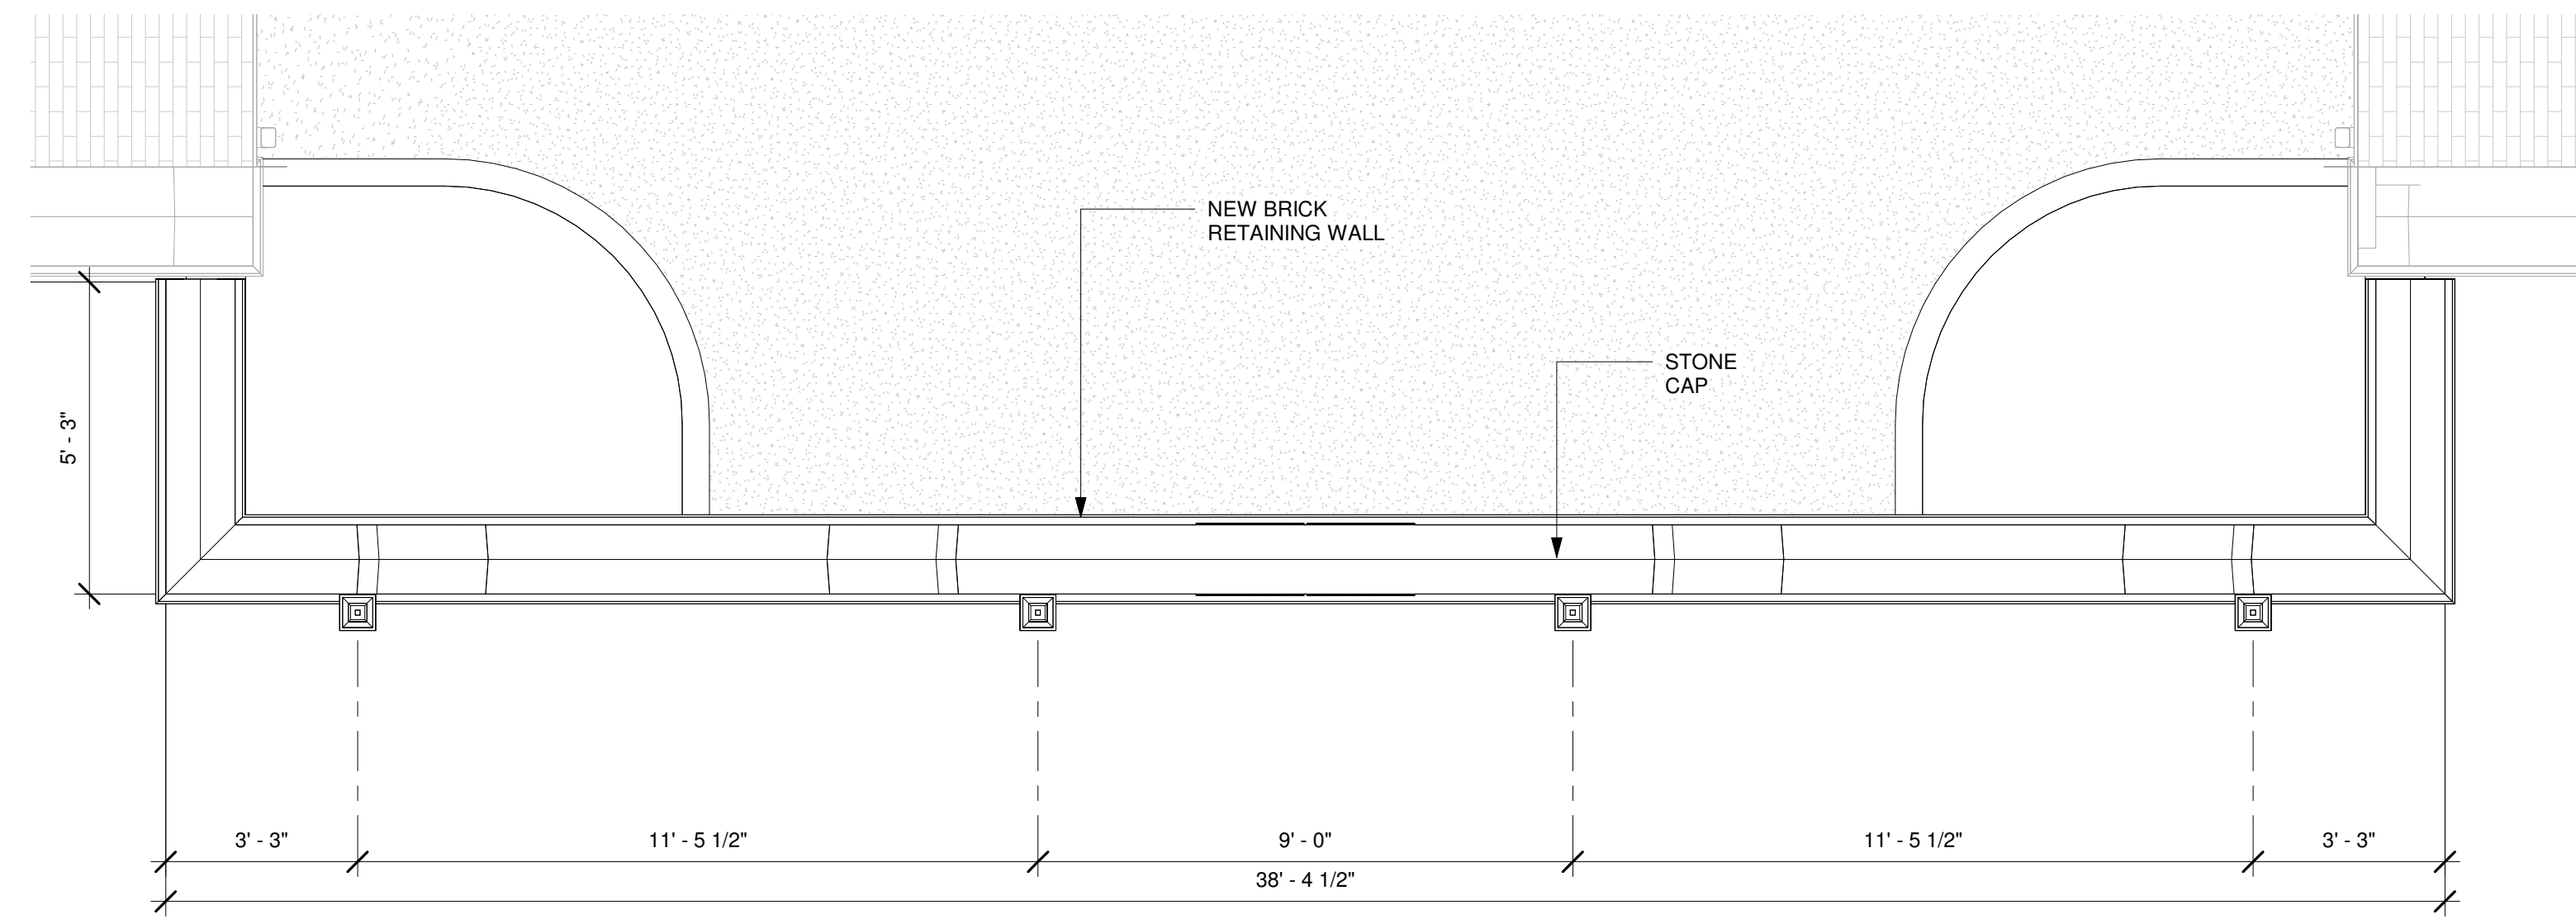 NEW BRICK
RETAINING WALL
STONE
CAP
5' - 3"
3' - 3"
11' - 5 1/2"
9' - 0"
11' - 5 1/2"
3' - 3"
38' - 4 1/2"